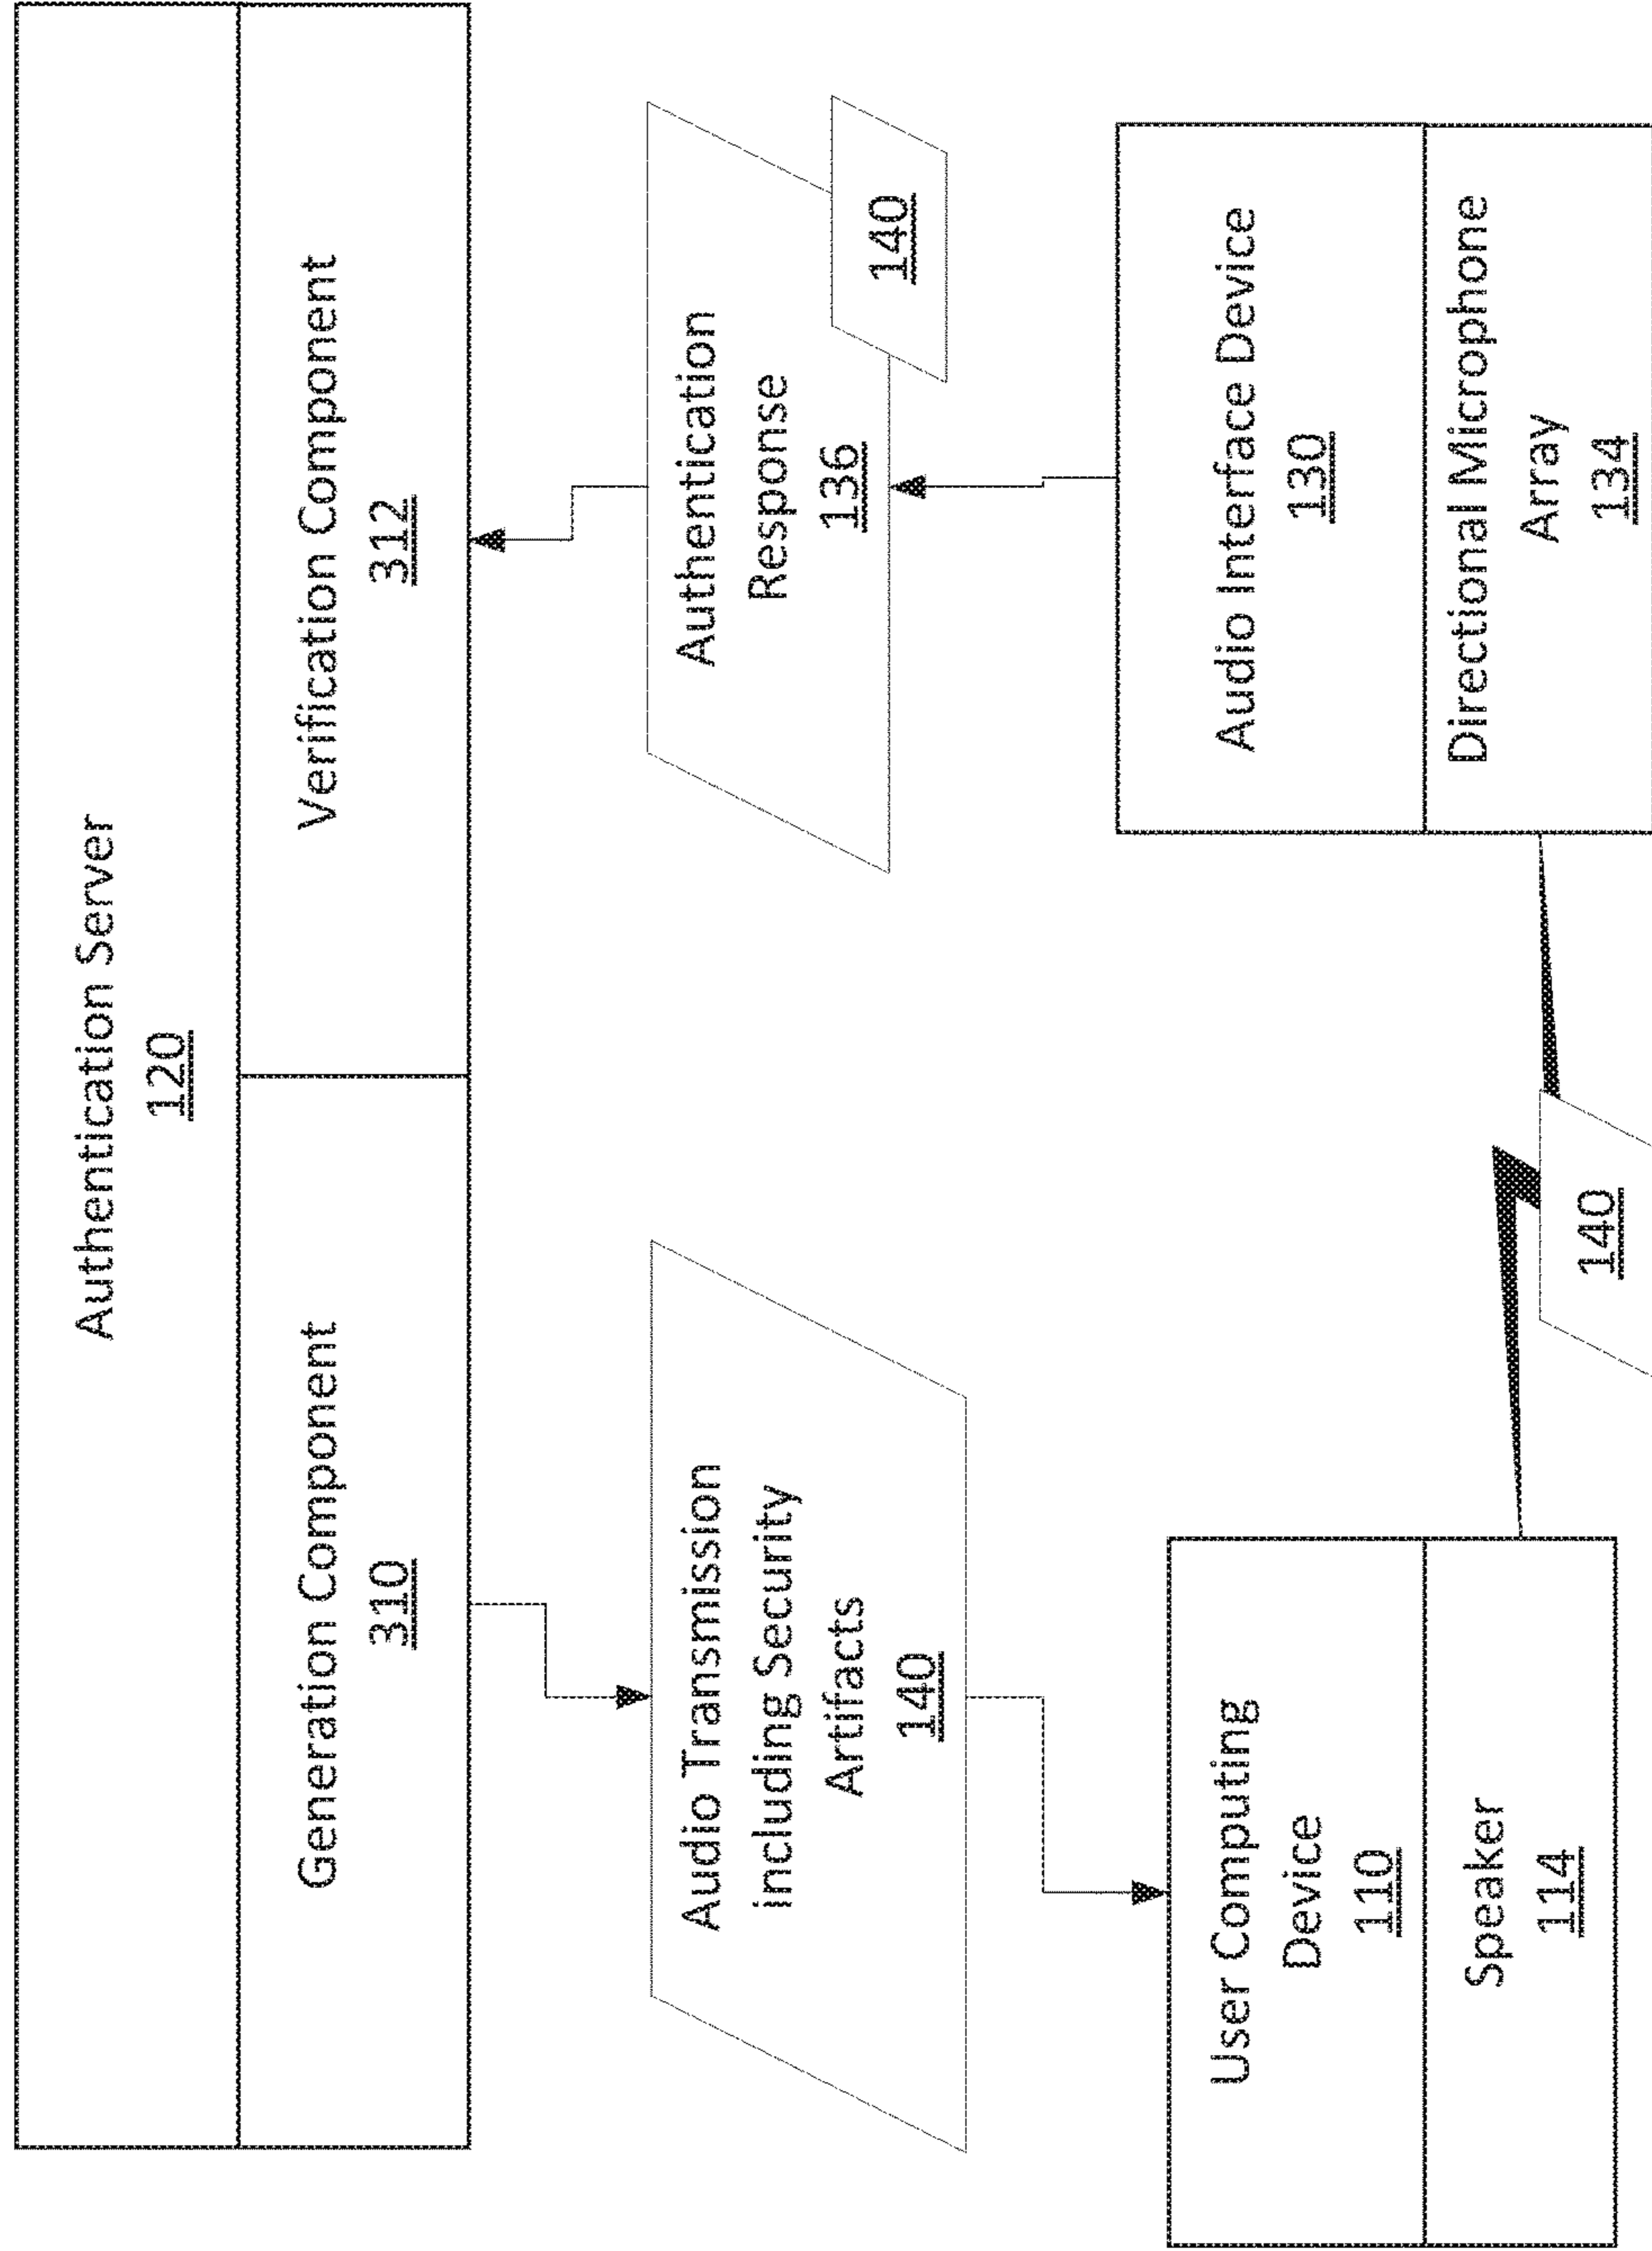 Authentication Server
120
Generation Component
310
Verification Component
312
Audio Transmission
including Security
Artifacts
140
Authentication
Response
136
140
User Computing
Device
110
Speaker
114
140
Audio Interface Device
130
Directional Microphone
Array
134